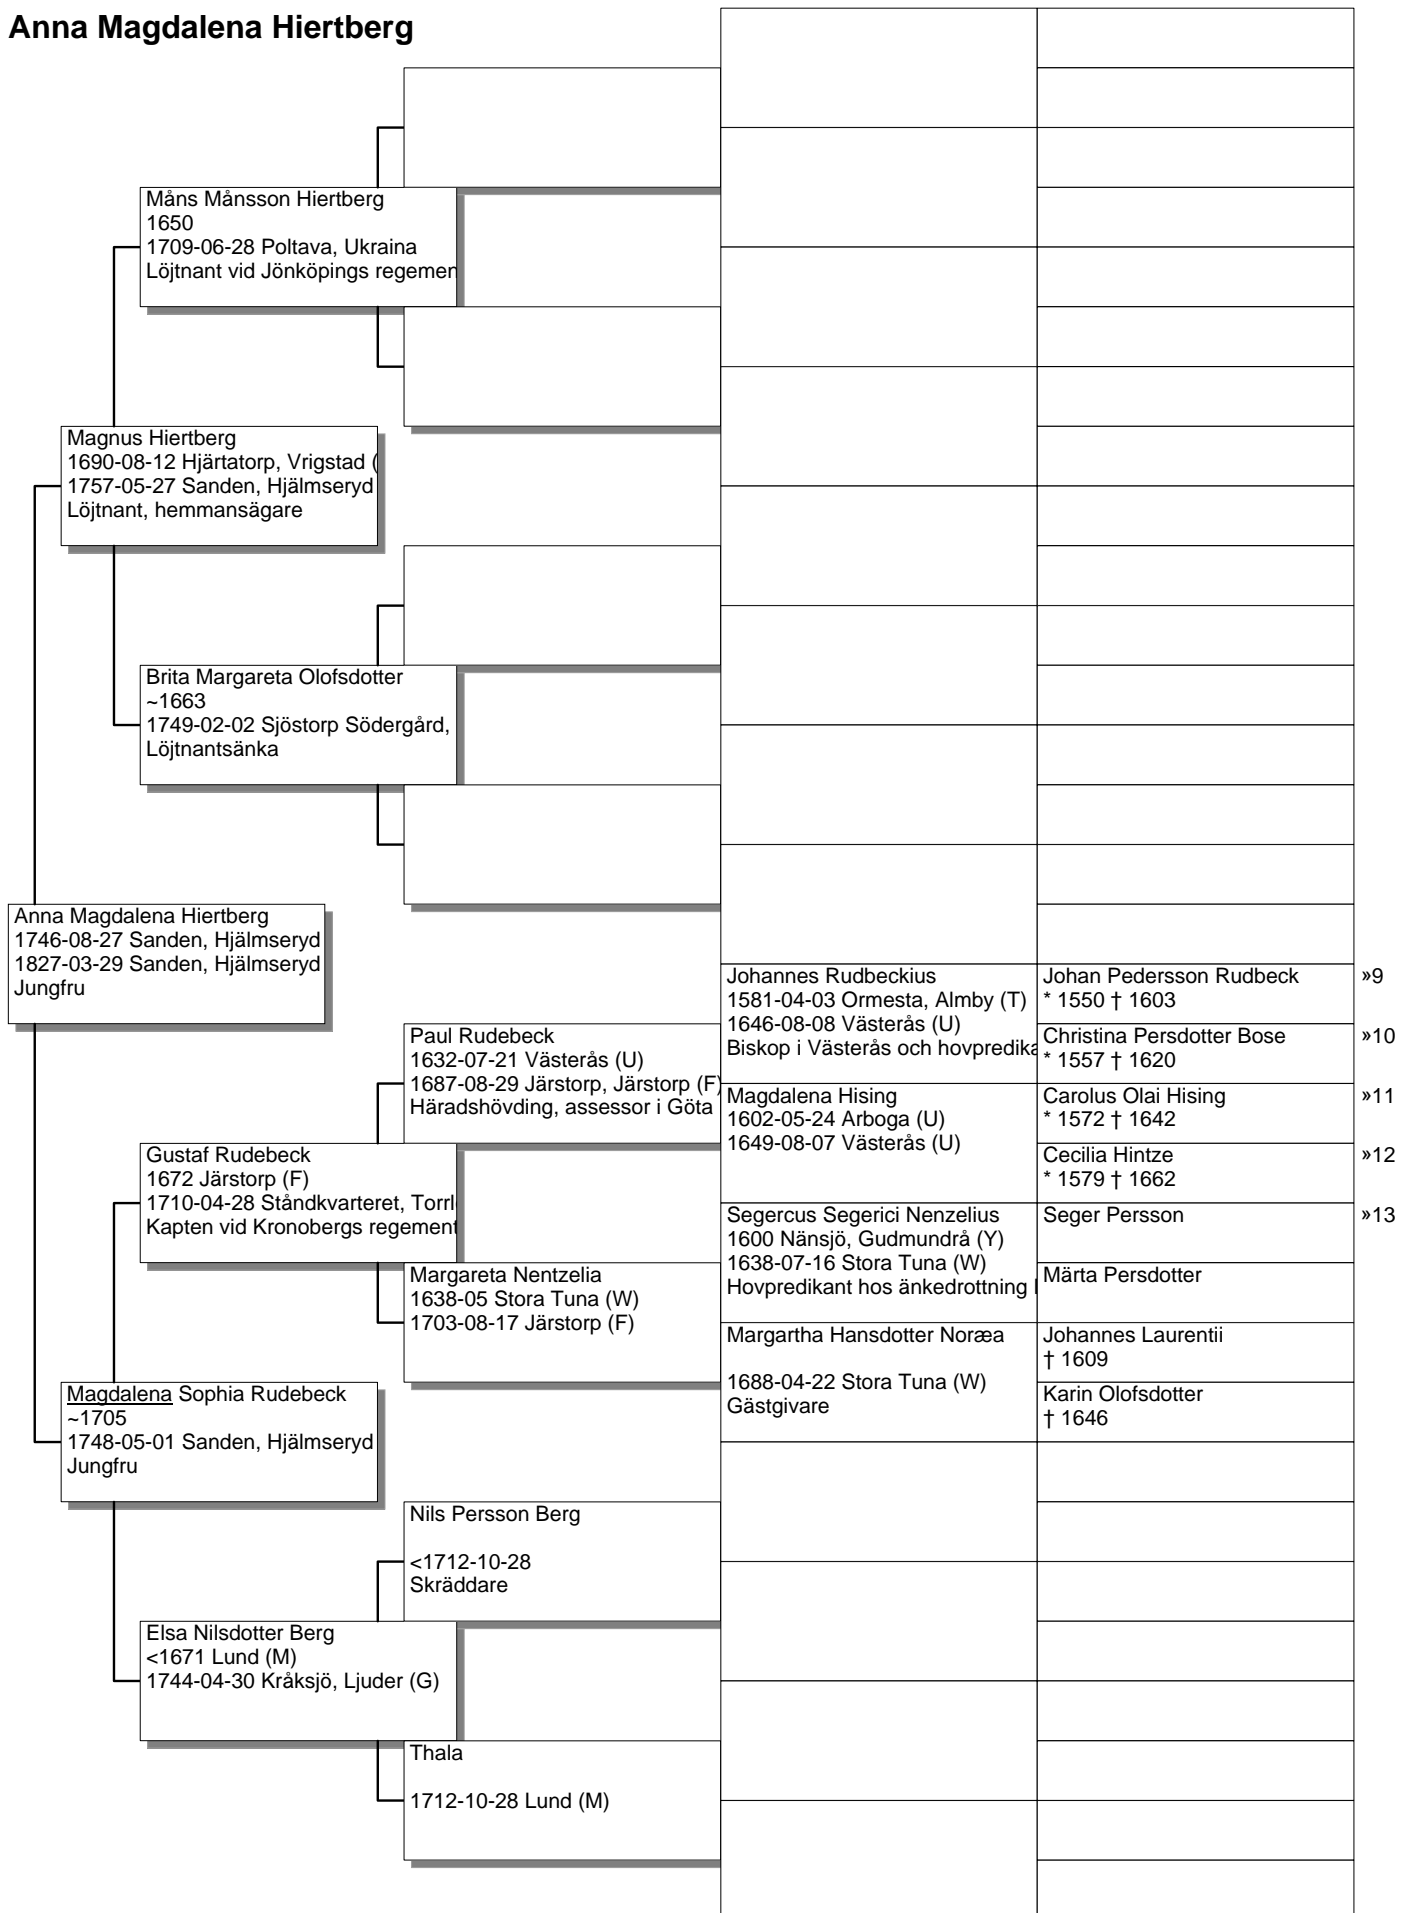 Anna Magdalena Hiertberg
Måns Månsson Hiertberg
1650
1709-06-28 Poltava, Ukraina
Löjtnant vid Jönköpings regemen
Magnus Hiertberg
1690-08-12 Hjärtatorp, Vrigstad (
1757-05-27 Sanden, Hjälmseryd
Löjtnant, hemmansägare
Brita Margareta Olofsdotter
~1663
1749-02-02 Sjöstorp Södergård,
Löjtnantsänka
Anna Magdalena Hiertberg
1746-08-27 Sanden, Hjälmseryd
1827-03-29 Sanden, Hjälmseryd
Jungfru
Johannes Rudbeckius
1581-04-03 Ormesta, Almby (T)
1646-08-08 Västerås (U)
Biskop i Västerås och hovpredika
Johan Pedersson Rudbeck
* 1550 † 1603
»9
Christina Persdotter Bose
* 1557 † 1620
»10
Paul Rudebeck
1632-07-21 Västerås (U)
1687-08-29 Järstorp, Järstorp (F)
Häradshövding, assessor i Göta
Magdalena Hising
1602-05-24 Arboga (U)
1649-08-07 Västerås (U)
Carolus Olai Hising
* 1572 † 1642
»11
Cecilia Hintze
* 1579 † 1662
»12
Gustaf Rudebeck
1672 Järstorp (F)
1710-04-28 Ståndkvarteret, Torrl
Kapten vid Kronobergs regement
Segercus Segerici Nenzelius
1600 Nänsjö, Gudmundrå (Y)
1638-07-16 Stora Tuna (W)
Hovpredikant hos änkedrottning
Seger Persson
»13
Märta Persdotter
Margareta Nentzelia
1638-05 Stora Tuna (W)
1703-08-17 Järstorp (F)
Margartha Hansdotter Noræa
1688-04-22 Stora Tuna (W)
Gästgivare
Johannes Laurentii
† 1609
Karin Olofsdotter
† 1646
Magdalena Sophia Rudebeck
~1705
1748-05-01 Sanden, Hjälmseryd
Jungfru
Nils Persson Berg
<1712-10-28
Skräddare
Elsa Nilsdotter Berg
<1671 Lund (M)
1744-04-30 Kråksjö, Ljuder (G)
Thala
1712-10-28 Lund (M)